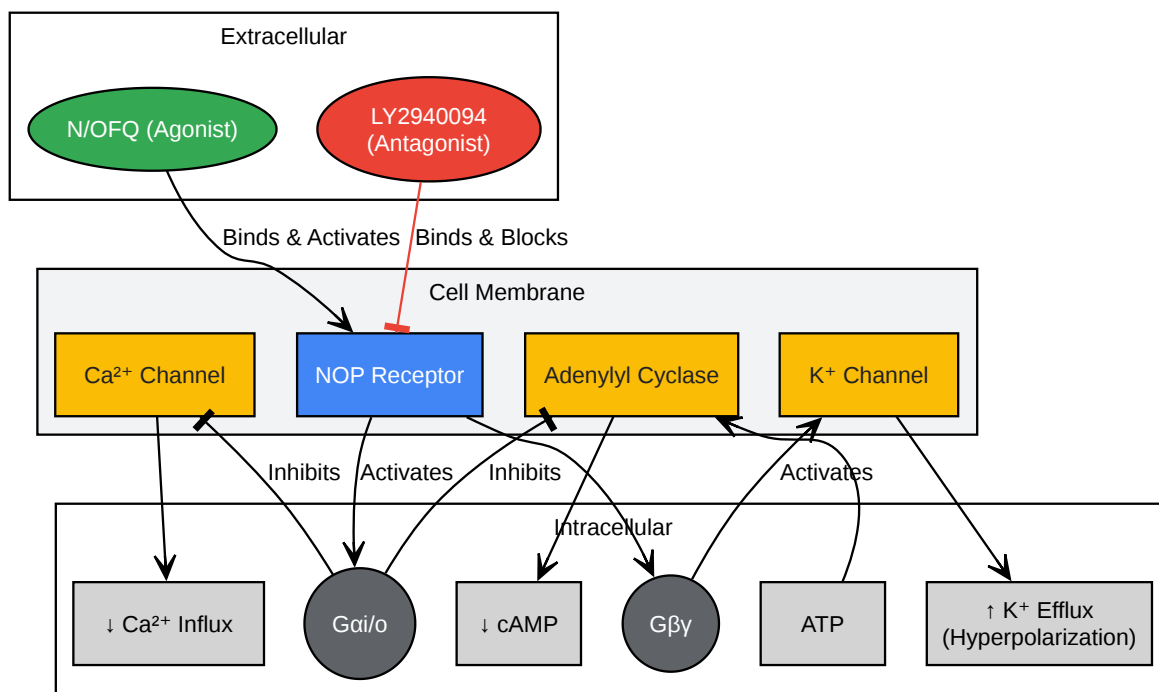 Extracellular
N/OFQ (Agonist)
LY2940094
(Antagonist)
Binds & Activates
Binds & Blocks
Cell Membrane
Ca²⁺ Channel
NOP Receptor
Adenylyl Cyclase
K⁺ Channel
Inhibits
Activates
Inhibits
Activates
Intracellular
↓ Ca²⁺ Influx
Gαi/o
↓ cAMP
Gβγ
ATP
↑ K⁺ Efflux
(Hyperpolarization)